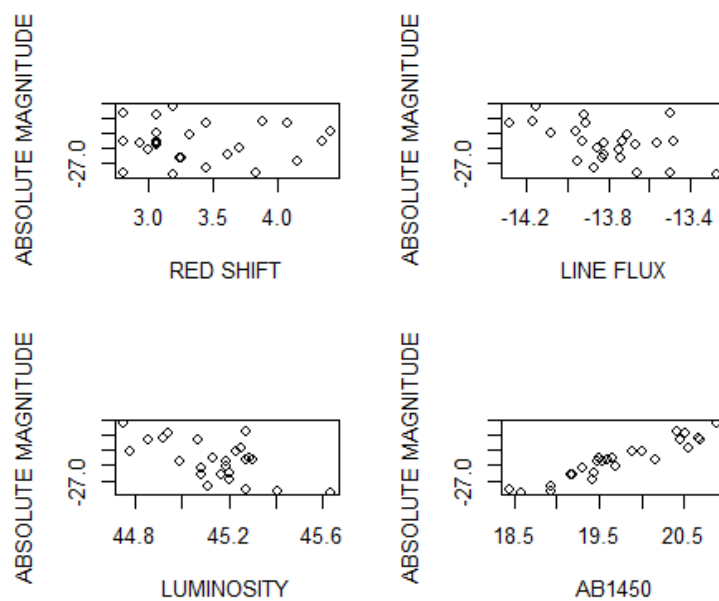 ABSOLUTE MAGNITUDE
-27.0
3.0 3.5 4.0
RED SHIFT
ABSOLUTE MAGNITUDE
-27.0
-14.2 -13.8 -13.4
LINE FLUX
ABSOLUTE MAGNITUDE
-27.0
44.8 45.2 45.6
LUMINOSITY
ABSOLUTE MAGNITUDE
-27.0
18.5 19.5 20.5
AB1450